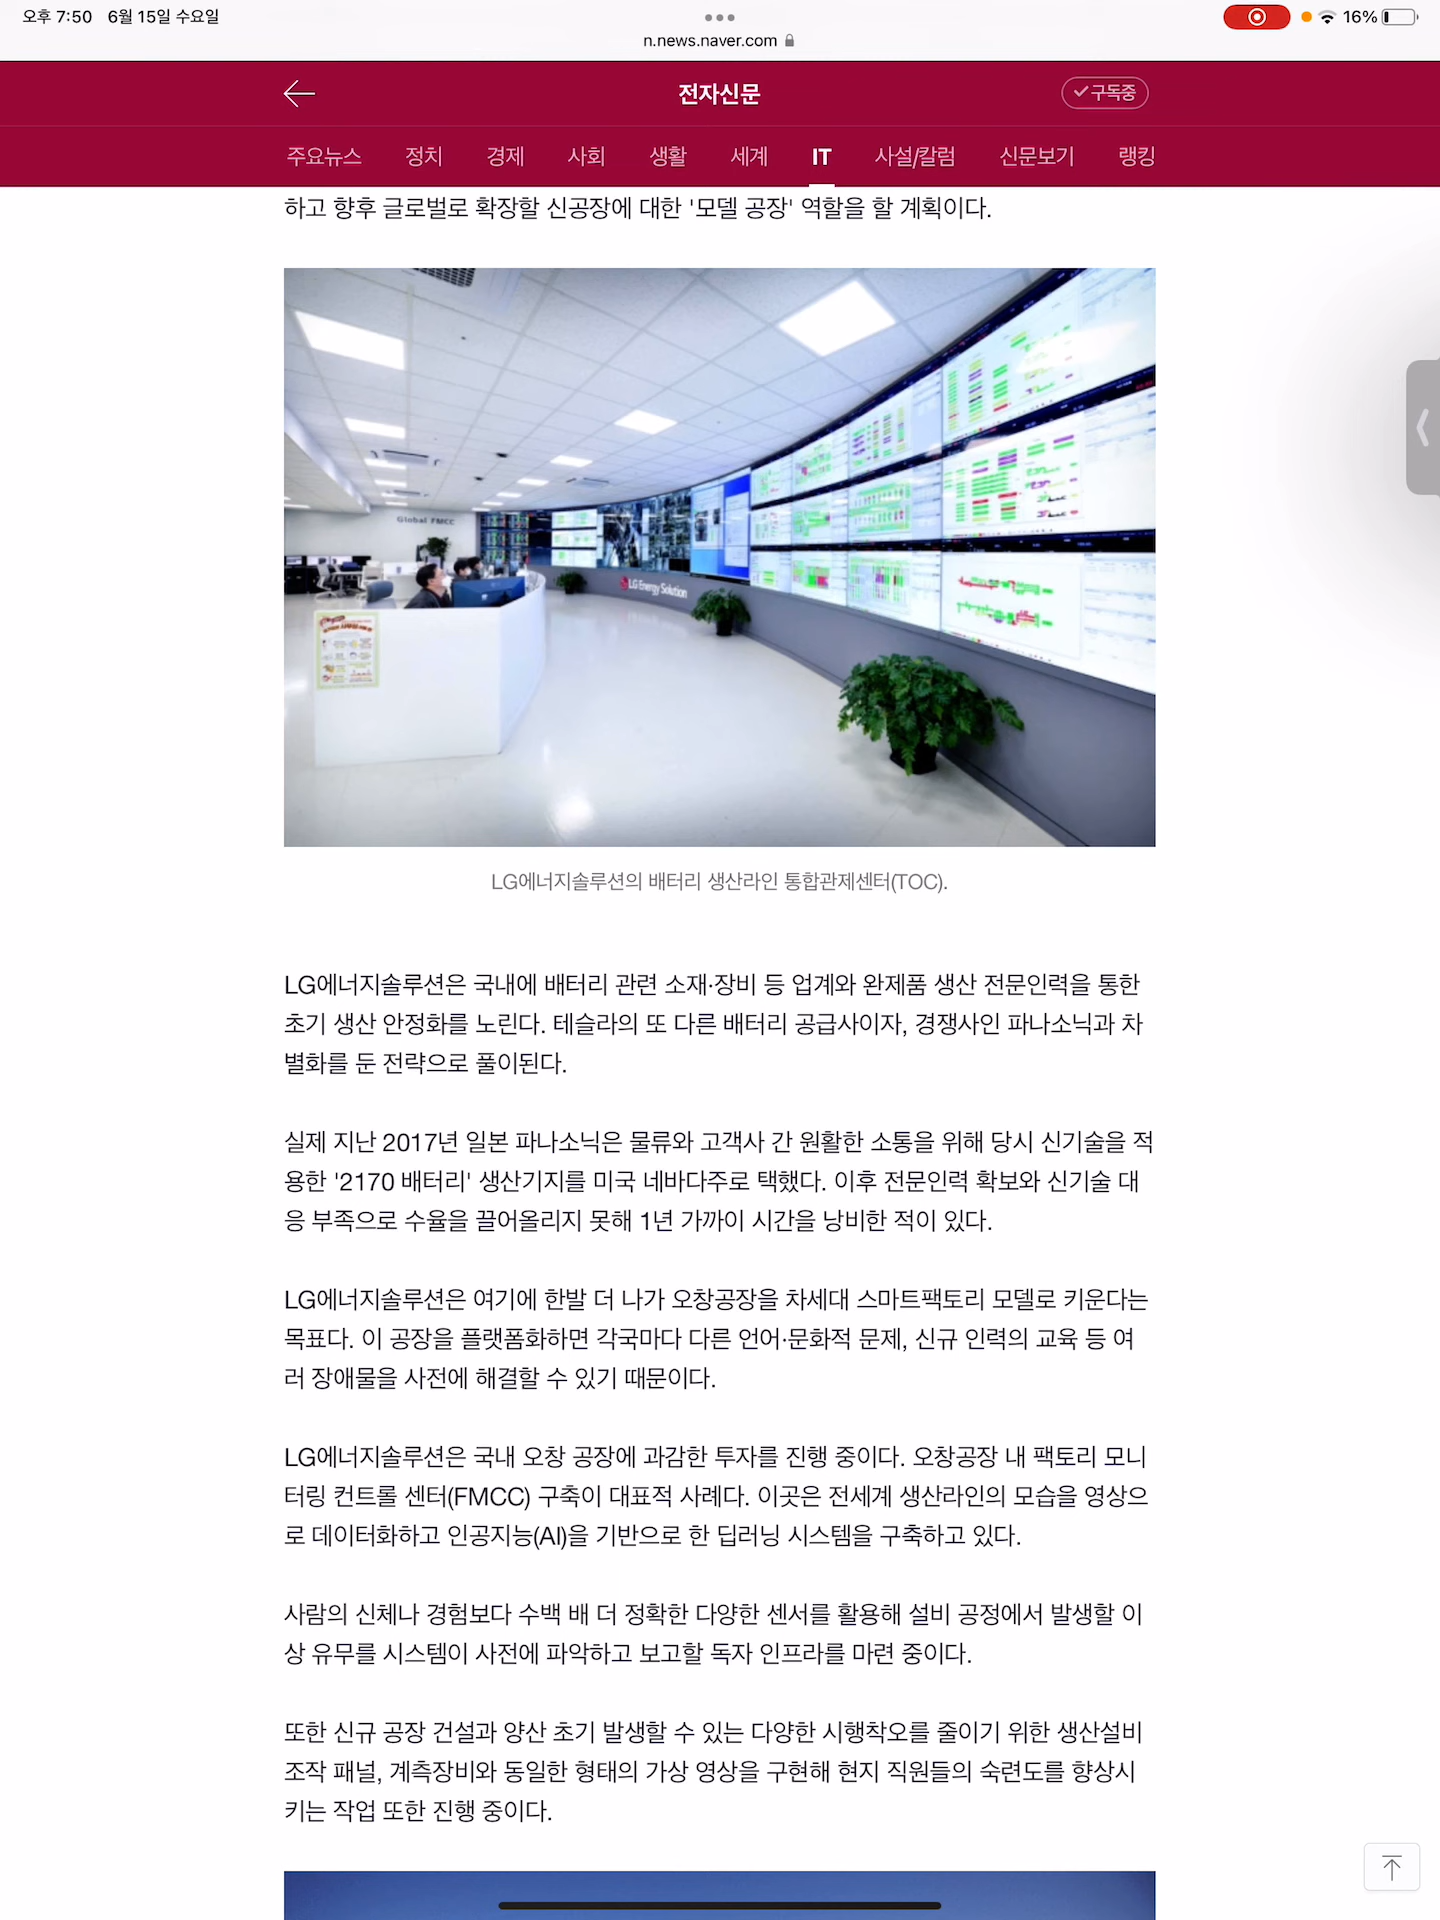 오후 7:50 6월 15일 수요일
16%
n.news.naver.com
전자신문
구독중
주요뉴스 정치 경제 사회 생활 세계 IT 사설/칼럼 신문보기 랭킹
하고 향후 글로벌로 확장할 신공장에 대한 '모델 공장' 역할을 할 계획이다.
Global FMCC
LG Energy Solution
LG에너지솔루션의 배터리 생산라인 통합관제센터(TOC).
LG에너지솔루션은 국내에 배터리 관련 소재·장비 등 업계와 완제품 생산 전문인력을 통한
초기 생산 안정화를 노린다. 테슬라의 또 다른 배터리 공급사이자, 경쟁사인 파나소닉과 차
별화를 둔 전략으로 풀이된다.
실제 지난 2017년 일본 파나소닉은 물류와 고객사 간 원활한 소통을 위해 당시 신기술을 적
용한 '2170 배터리' 생산기지를 미국 네바다주로 택했다. 이후 전문인력 확보와 신기술 대
응 부족으로 수율을 끌어올리지 못해 1년 가까이 시간을 낭비한 적이 있다.
LG에너지솔루션은 여기에 한발 더 나가 오창공장을 차세대 스마트팩토리 모델로 키운다는
목표다. 이 공장을 플랫폼화하면 각국마다 다른 언어·문화적 문제, 신규 인력의 교육 등 여
러 장애물을 사전에 해결할 수 있기 때문이다.
LG에너지솔루션은 국내 오창 공장에 과감한 투자를 진행 중이다. 오창공장 내 팩토리 모니
터링 컨트롤 센터(FMCC) 구축이 대표적 사례다. 이곳은 전세계 생산라인의 모습을 영상으
로 데이터화하고 인공지능(AI)을 기반으로 한 딥러닝 시스템을 구축하고 있다.
사람의 신체나 경험보다 수백 배 더 정확한 다양한 센서를 활용해 설비 공정에서 발생할 이
상 유무를 시스템이 사전에 파악하고 보고할 독자 인프라를 마련 중이다.
또한 신규 공장 건설과 양산 초기 발생할 수 있는 다양한 시행착오를 줄이기 위한 생산설비
조작 패널, 계측장비와 동일한 형태의 가상 영상을 구현해 현지 직원들의 숙련도를 향상시
키는 작업 또한 진행 중이다.